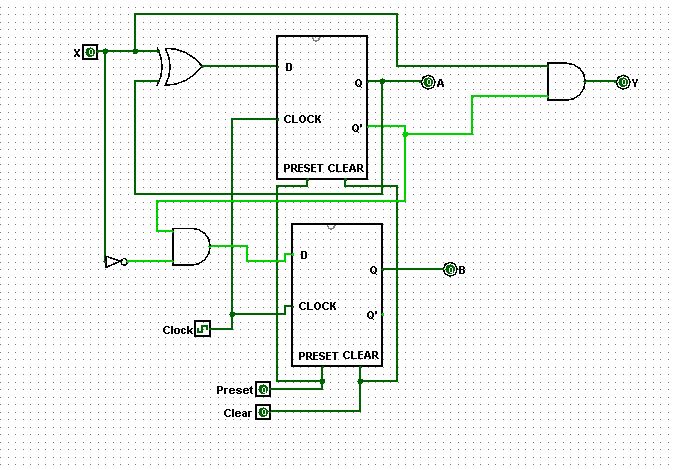 X 0
D
Q 0 A
0 Y
CLOCK
Q'
PRESET CLEAR
D
Q 0 B
CLOCK
Q'
Clock
PRESET CLEAR
Preset 0
Clear 0